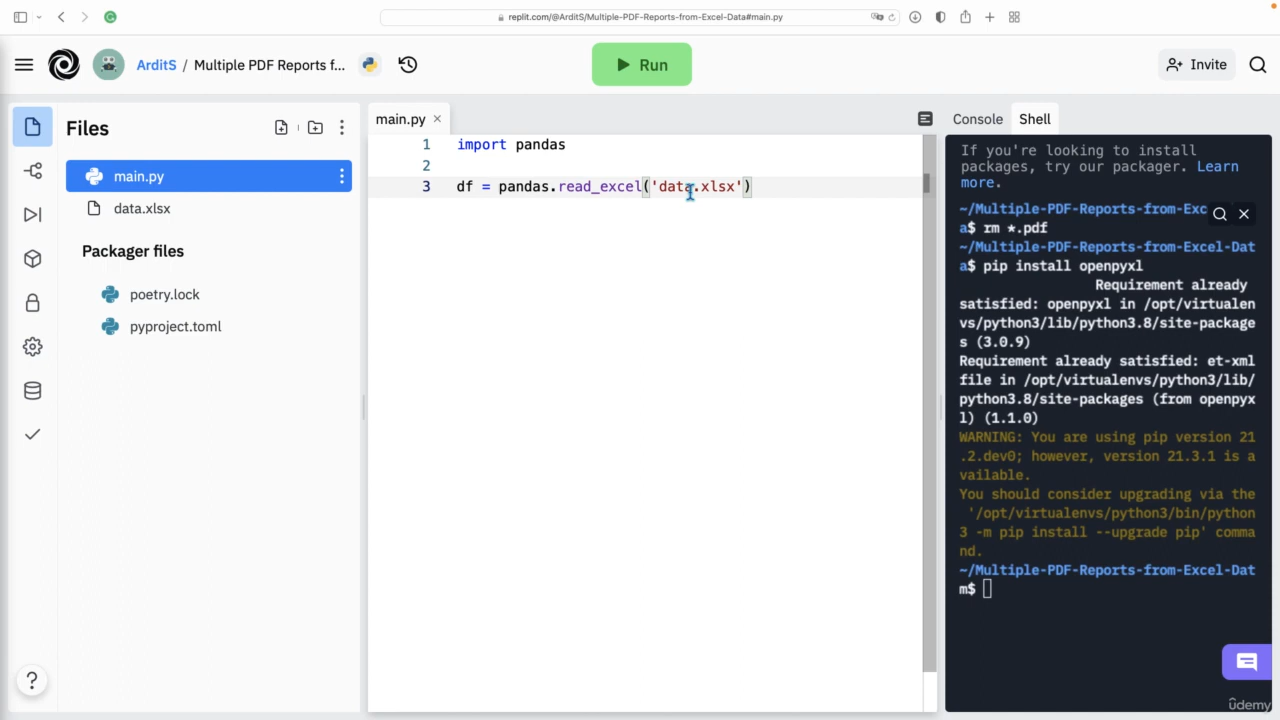 replit.com/@ArditS/Multiple-PDF-Reports-from-Excel-Data#main.py
ArditS / Multiple PDF Reports f...
Run
Invite
Files
main.py
data.xlsx
Packager files
poetry.lock
pyproject.toml
?
main.py ×
1 import pandas
2
3 df = pandas.read_excel('data.xlsx')
Console
Shell
If you're looking to install
packages, try our packager. Learn
more.
~/Multiple-PDF-Reports-from-Exc
a$ rm *.pdf
~/Multiple-PDF-Reports-from-Excel-Dat
a$ pip install openpyxl
Requirement already
satisfied: openpyxl in /opt/virtualen
vs/python3/lib/python3.8/site-package
s (3.0.9)
Requirement already satisfied: et-xml
file in /opt/virtualenvs/python3/lib/
python3.8/site-packages (from openpyx
l) (1.1.0)
WARNING: You are using pip version 21
.2.dev0; however, version 21.3.1 is a
vailable.
You should consider upgrading via the
'/opt/virtualenvs/python3/bin/python
3 -m pip install --upgrade pip' comma
nd.
~/Multiple-PDF-Reports-from-Excel-Dat
m$
ûdemy